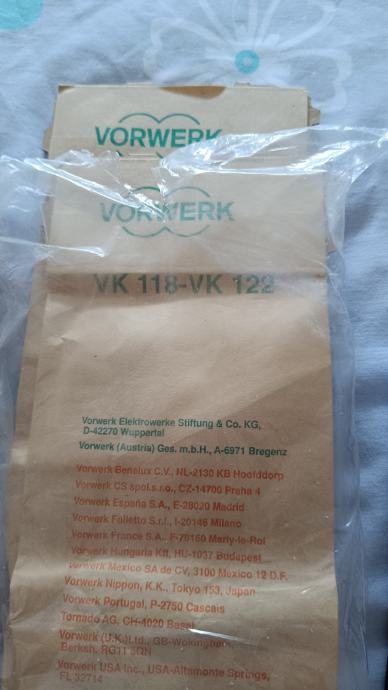 VORWERK
VORWERK
VK 118-VK 122
Vorwerk Elektrowerke Stiftung & Co. KG,
D-42270 Wuppertal
Vorwerk (Austria) Ges. m.b.H., A-6971 Bregenz
Vorwerk Benelux C.V., NL-2130 KB Hoofddorp
Vorwerk CS spol.s r.o., CZ-14700 Praha 4
Vorwerk España S.A., E-28020 Madrid
Vorwerk Folletto S.r.l., I-20146 Milano
Vorwerk France S.A., F-78160 Marly-le-Roi
Vorwerk Hungaria Kft, HU-1037 Budapest
Vorwerk Mexico SA de CV, 3100 Mexico 12 D.F.
Vorwerk Nippon, K.K., Tokyo 153, Japan
Vorwerk Portugal, P-2750 Cascais
Tornado AG, CH-4020 Basel
Vorwerk (U.K.)Ltd., GB-Wokingham,
Berksh. RG11 5QN
Vorwerk USA Inc., USA-Altamonte Springs,
FL 32714